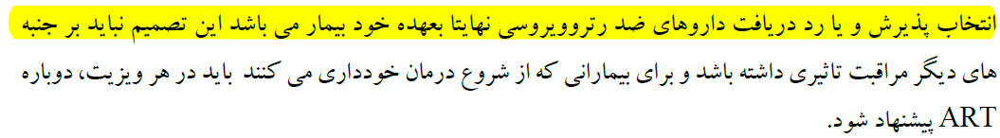 انتخاب پذیرش و یا رد دریافت داروهای ضد رتروویروسی نهایتا بعهده خود بیمار می باشد این تصمیم نباید بر جنبه
های دیگر مراقبت تاثیری داشته باشد و برای بیمارانی که از شروع درمان خودداری می کنند باید در هر ویزیت، دوباره
ART پیشنهاد شود.